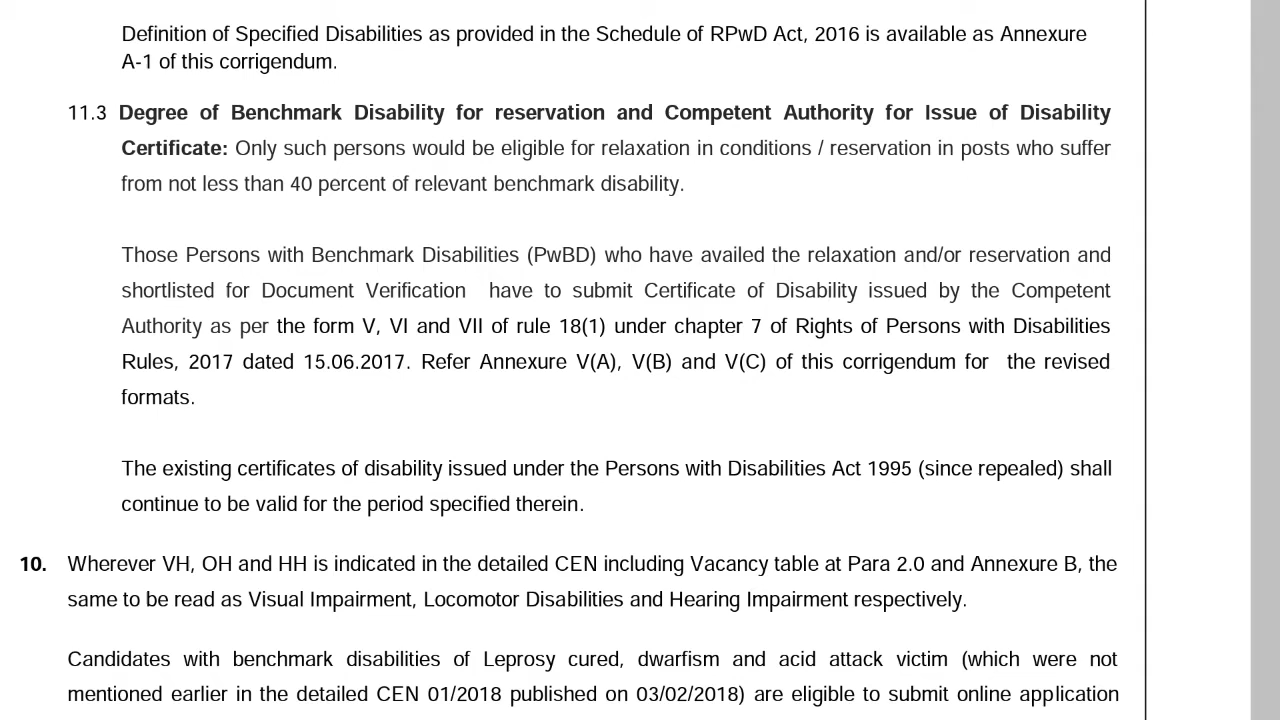 Definition of Specified Disabilities as provided in the Schedule of RPwD Act, 2016 is available as Annexure
A-1 of this corrigendum.
11.3 Degree of Benchmark Disability for reservation and Competent Authority for Issue of Disability
Certificate: Only such persons would be eligible for relaxation in conditions / reservation in posts who suffer
from not less than 40 percent of relevant benchmark disability.
Those Persons with Benchmark Disabilities (PwBD) who have availed the relaxation and/or reservation and
shortlisted for Document Verification have to submit Certificate of Disability issued by the Competent
Authority as per the form V, VI and VII of rule 18(1) under chapter 7 of Rights of Persons with Disabilities
Rules, 2017 dated 15.06.2017. Refer Annexure V(A), V(B) and V(C) of this corrigendum for the revised
formats.
The existing certificates of disability issued under the Persons with Disabilities Act 1995 (since repealed) shall
continue to be valid for the period specified therein.
10. Wherever VH, OH and HH is indicated in the detailed CEN including Vacancy table at Para 2.0 and Annexure B, the
same to be read as Visual Impairment, Locomotor Disabilities and Hearing Impairment respectively.
Candidates with benchmark disabilities of Leprosy cured, dwarfism and acid attack victim (which were not
mentioned earlier in the detailed CEN 01/2018 published on 03/02/2018) are eligible to submit online application